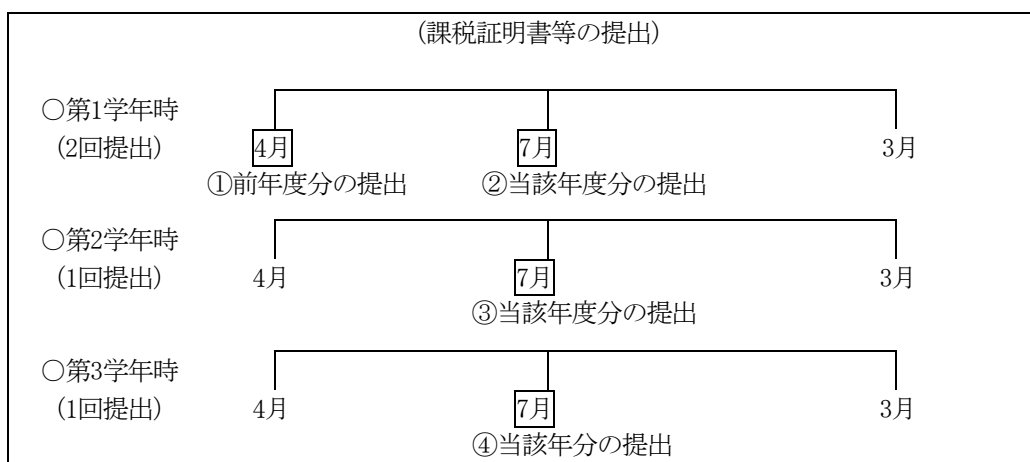 (課税証明書等の提出)
○第1学年時
(2回提出) 4月 7月 3月
①前年度分の提出 ②当該年度分の提出
○第2学年時
(1回提出) 4月 7月 3月
③当該年度分の提出
○第3学年時
(1回提出) 4月 7月 3月
④当該年分の提出